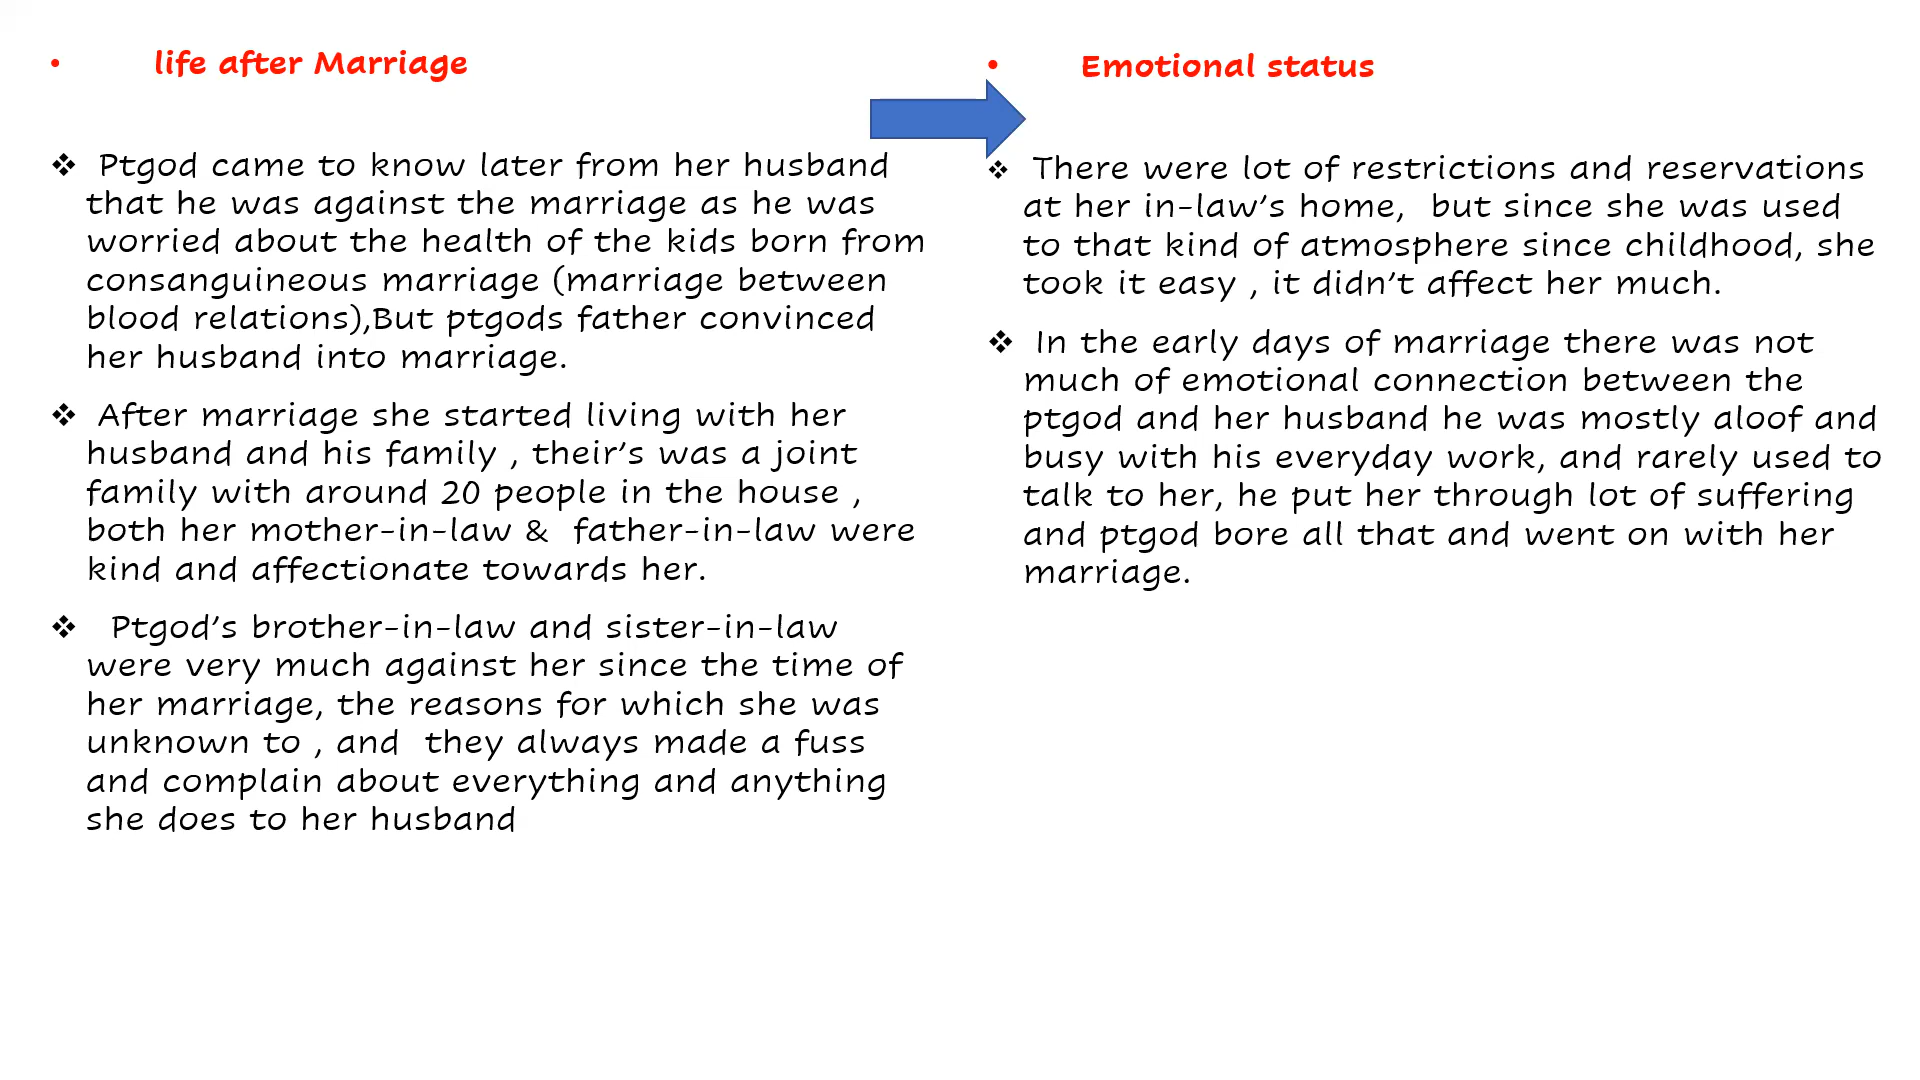 • life after Marriage
❖ Ptgod came to know later from her husband
that he was against the marriage as he was
worried about the health of the kids born from
consanguineous marriage (marriage between
blood relations),But ptgods father convinced
her husband into marriage.
❖ After marriage she started living with her
husband and his family , their’s was a joint
family with around 20 people in the house ,
both her mother-in-law & father-in-law were
kind and affectionate towards her.
❖ Ptgod’s brother-in-law and sister-in-law
were very much against her since the time of
her marriage, the reasons for which she was
unknown to , and they always made a fuss
and complain about everything and anything
she does to her husband
• Emotional status
❖ There were lot of restrictions and reservations
at her in-law’s home, but since she was used
to that kind of atmosphere since childhood, she
took it easy , it didn’t affect her much.
❖ In the early days of marriage there was not
much of emotional connection between the
ptgod and her husband he was mostly aloof and
busy with his everyday work, and rarely used to
talk to her, he put her through lot of suffering
and ptgod bore all that and went on with her
marriage.